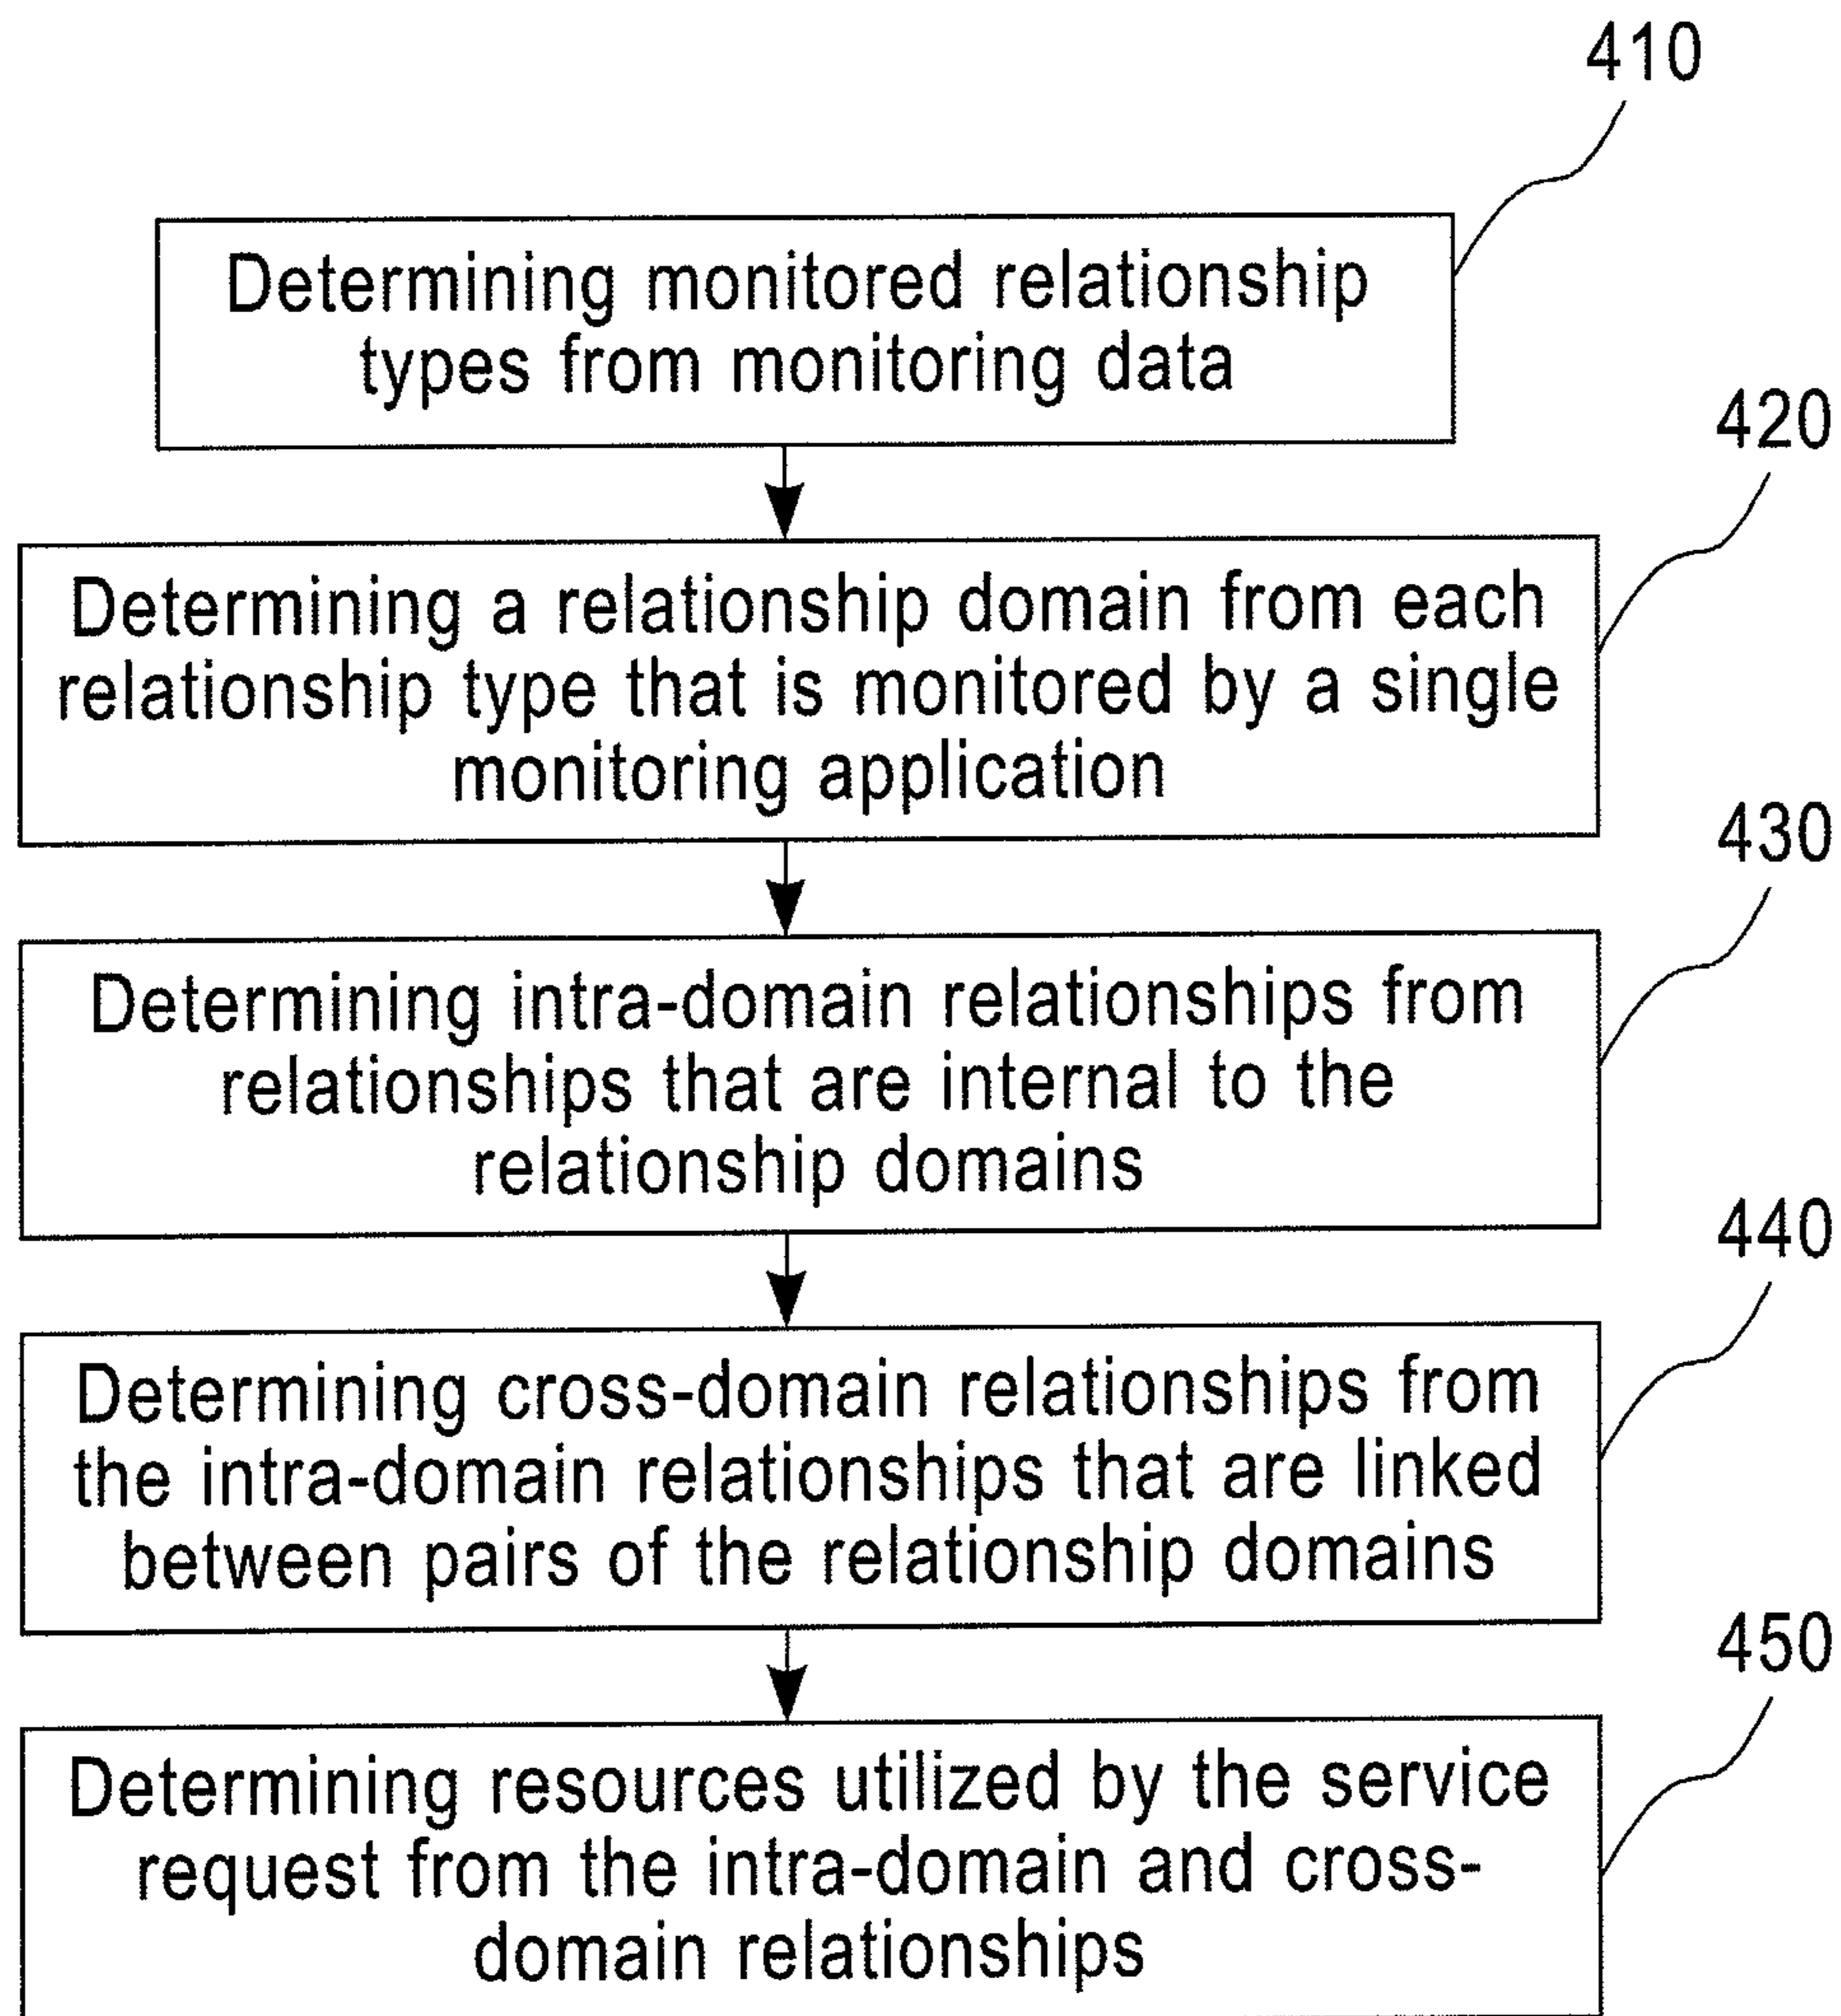 410
Determining monitored relationship
types from monitoring data
420
Determining a relationship domain from each
relationship type that is monitored by a single
monitoring application
430
Determining intra-domain relationships from
relationships that are internal to the
relationship domains
440
Determining cross-domain relationships from
the intra-domain relationships that are linked
between pairs of the relationship domains
450
Determining resources utilized by the service
request from the intra-domain and cross-
domain relationships